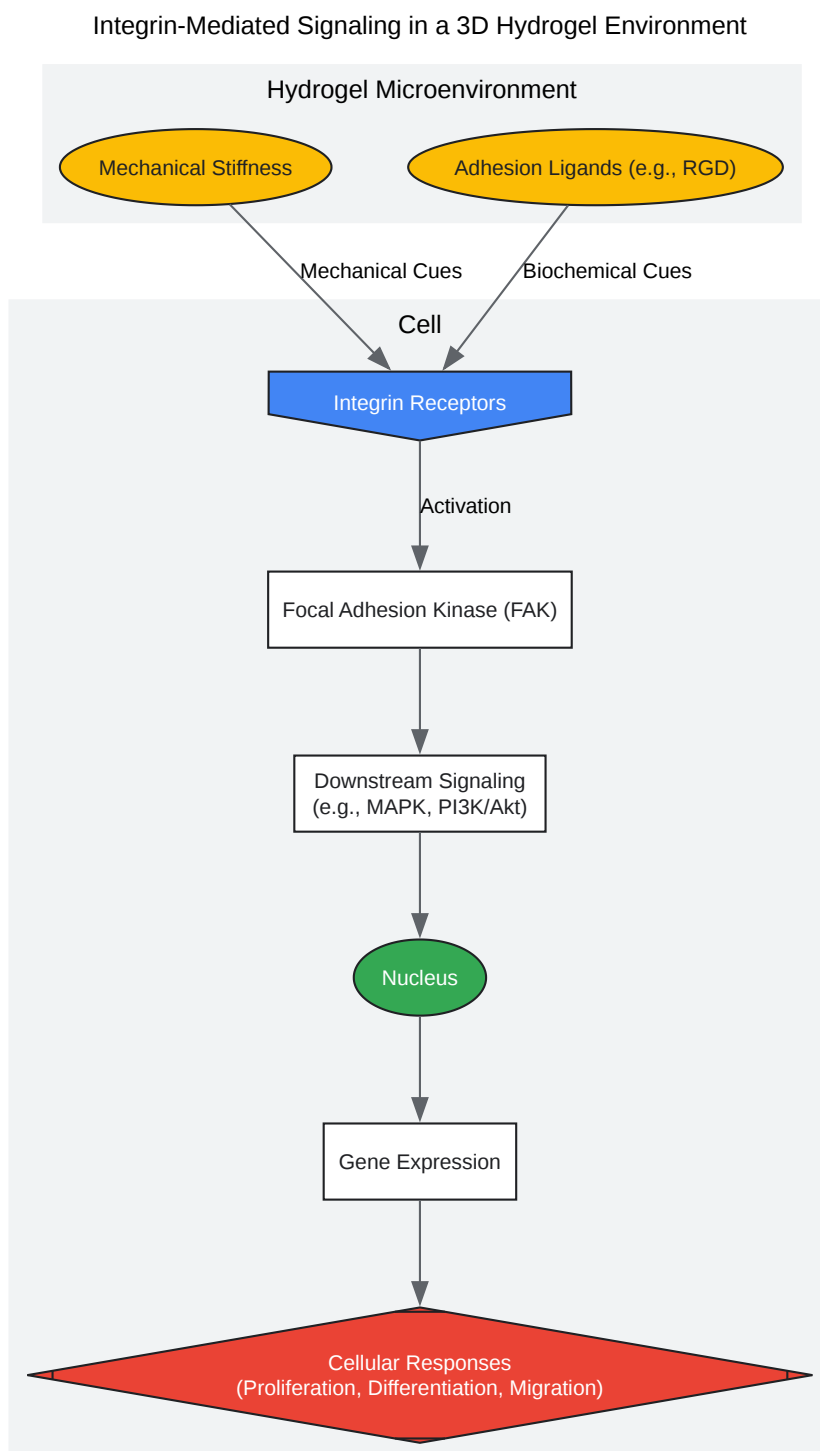 Integrin-Mediated Signaling in a 3D Hydrogel Environment
Hydrogel Microenvironment
Mechanical Stiffness
Adhesion Ligands (e.g., RGD)
Mechanical Cues
Biochemical Cues
Cell
Integrin Receptors
Activation
Focal Adhesion Kinase (FAK)
Downstream Signaling
(e.g., MAPK, PI3K/Akt)
Nucleus
Gene Expression
Cellular Responses
(Proliferation, Differentiation, Migration)